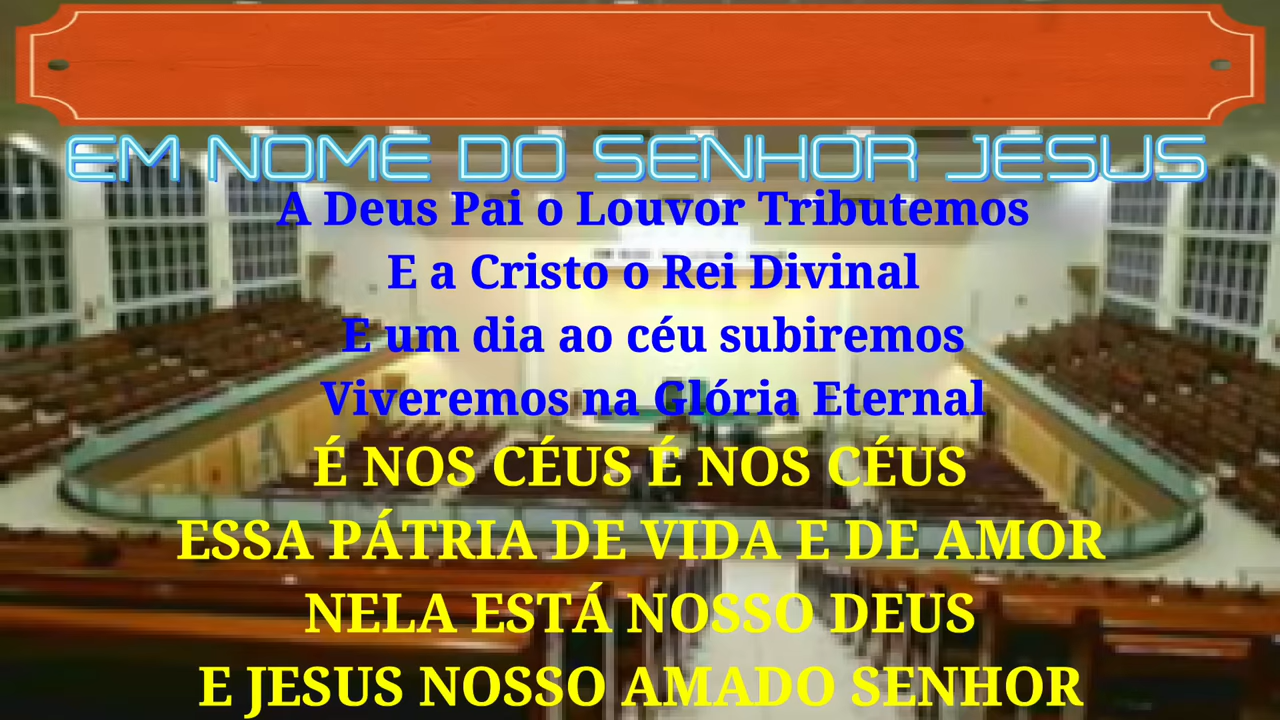 EM NOME DO SENHOR JESUS
A Deus Pai o Louvor Tributemos
E a Cristo o Rei Divinal
E um dia ao céu subiremos
Viveremos na Glória Eternal
É NOS CÉUS É NOS CÉUS
ESSA PÁTRIA DE VIDA E DE AMOR
NELA ESTÁ NOSSO DEUS
E JESUS NOSSO AMADO SENHOR